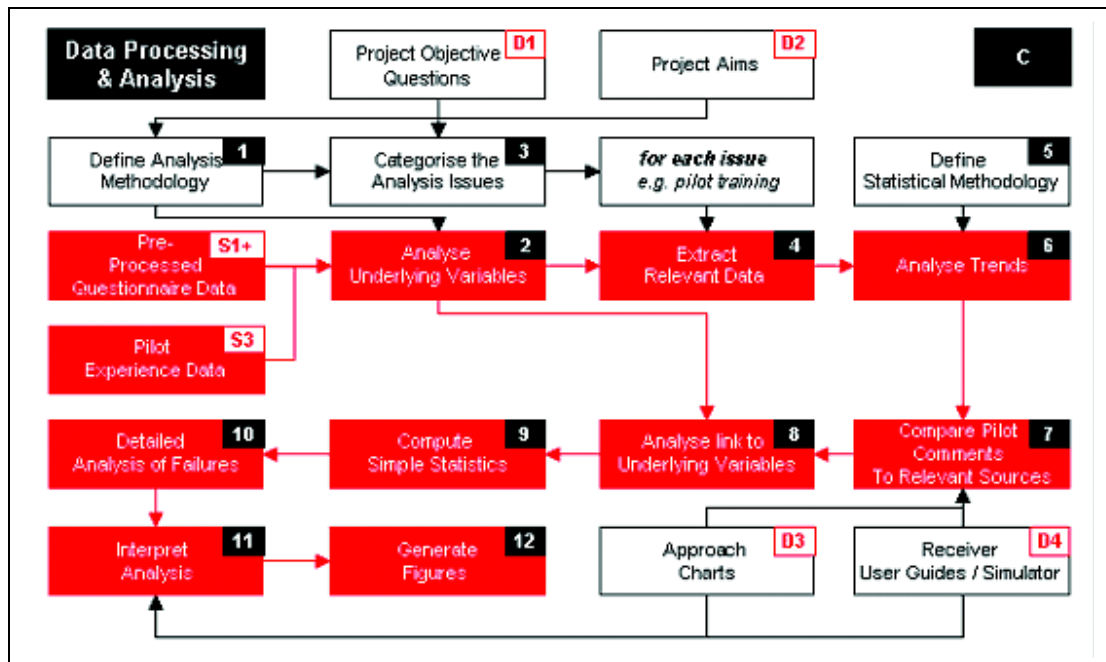 Data Processing
& Analysis
Project Objective
Questions
D1
Project Aims
D2
C
Define Analysis
Methodology
1
Categorise the
Analysis Issues
3
for each issue
e.g. pilot training
Define
Statistical Methodology
5
Pre-
Processed
Questionnaire Data
S1+
Analyse
Underlying Variables
2
Extract
Relevant Data
4
Analyse Trends
6
Pilot
Experience Data
S3
Detailed
Analysis of Failures
10
Compute
Simple Statistics
9
Analyse link to
Underlying Variables
8
Compare Pilot
Comments
To Relevant Sources
7
Interpret
Analysis
11
Generate
Figures
12
Approach
Charts
D3
Receiver
User Guides / Simulator
D4